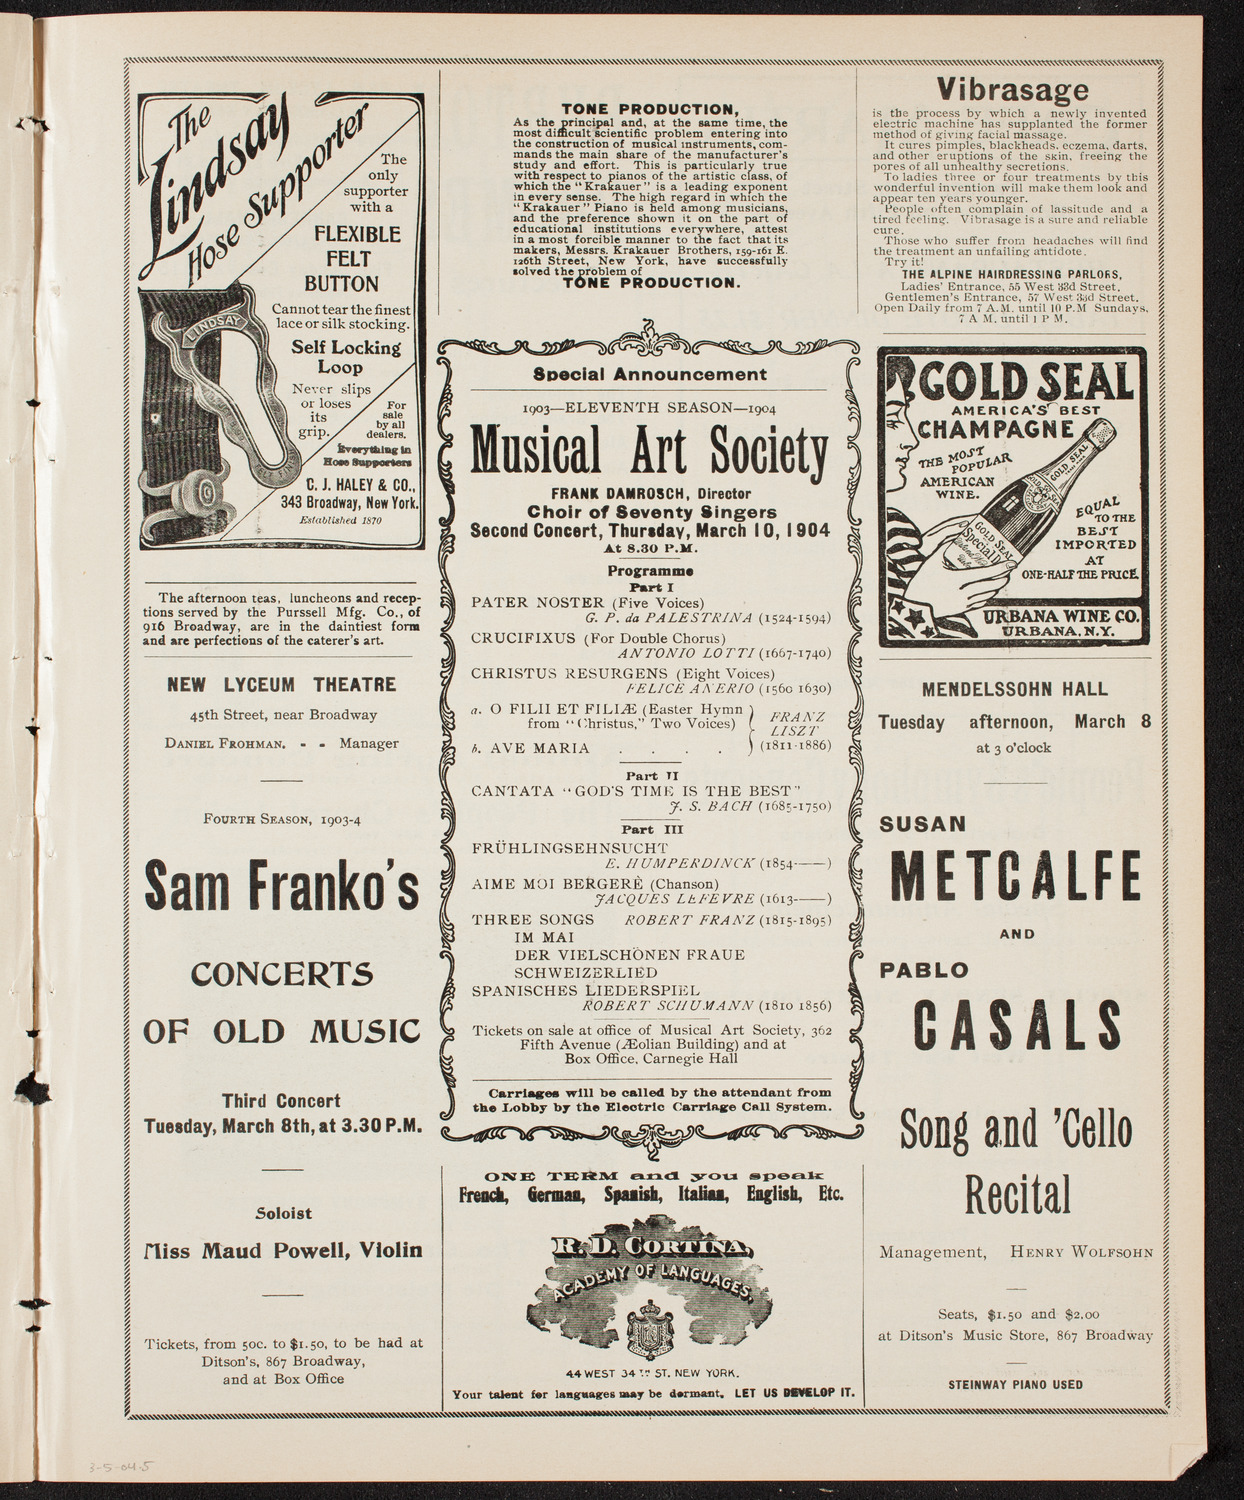 The
Lindsay
Hose Supporter
The
only
supporter
with a
FLEXIBLE
FELT
BUTTON
Cannot tear the finest
lace or silk stocking.
Self Locking
Loop
Never slips
or loses
its
grip.
For
sale
by all
dealers.
Everything in
Hose Supporters
C. J. HALEY & CO.,
343 Broadway, New York.
Established 1870
LINDSAY
The afternoon teas, luncheons and recep-
tions served by the Purssell Mfg. Co., of
916 Broadway, are in the daintiest form
and are perfections of the caterer's art.
NEW LYCEUM THEATRE
45th Street, near Broadway
DANIEL FROHMAN. - - Manager
FOURTH SEASON, 1903-4
Sam Franko's
CONCERTS
OF OLD MUSIC
Third Concert
Tuesday, March 8th, at 3.30 P.M.
Soloist
Miss Maud Powell, Violin
Tickets, from 50c. to $1.50, to be had at
Ditson's, 867 Broadway,
and at Box Office
TONE PRODUCTION,
As the principal and, at the same time, the
most difficult scientific problem entering into
the construction of musical instruments, com-
mands the main share of the manufacturer's
study and effort. This is particularly true
with respect to pianos of the artistic class, of
which the "Krakauer" is a leading exponent
in every sense. The high regard in which the
"Krakauer" Piano is held among musicians,
and the preference shown it on the part of
educational institutions everywhere, attest
in a most forcible manner to the fact that its
makers, Messrs. Krakauer Brothers, 159-161 E.
126th Street, New York, have successfully
solved the problem of
TONE PRODUCTION.
Special Announcement
1903—ELEVENTH SEASON—1904
Musical Art Society
FRANK DAMROSCH, Director
Choir of Seventy Singers
Second Concert, Thursday, March 10, 1904
At 8.30 P.M.
Programme
Part I
PATER NOSTER (Five Voices)
G. P. da PALESTRINA (1524-1594)
CRUCIFIXUS (For Double Chorus)
ANTONIO LOTTI (1667-1740)
CHRISTUS RESURGENS (Eight Voices)
FELICE ANERIO (1560 1630)
a. O FILII ET FILIÆ (Easter Hymn
from "Christus," Two Voices)
b. AVE MARIA . . . .
FRANZ
LISZT
(1811-1886)
Part II
CANTATA "GOD'S TIME IS THE BEST"
J. S. BACH (1685-1750)
Part III
FRÜHLINGSEHNSUCHT
E. HUMPERDINCK (1854-——)
AIME MOI BERGERÈ (Chanson)
JACQUES LEFEVRE (1613-——)
THREE SONGS ROBERT FRANZ (1815-1895)
IM MAI
DER VIELSCHÖNEN FRAUE
SCHWEIZERLIED
SPANISCHES LIEDERSPIEL
ROBERT SCHUMANN (1810 1856)
Tickets on sale at office of Musical Art Society, 362
Fifth Avenue (Æolian Building) and at
Box Office, Carnegie Hall
Carriages will be called by the attendant from
the Lobby by the Electric Carriage Call System.
ONE TERM and you speak
French, German, Spanish, Italian, English, Etc.
R. D. CORTINA,
ACADEMY OF LANGUAGES,
44 WEST 34TH ST. NEW YORK.
Your talent for languages may be dormant, LET US DEVELOP IT.
Vibrasage
is the process by which a newly invented
electric machine has supplanted the former
method of giving facial massage.
It cures pimples, blackheads, eczema, darts,
and other eruptions of the skin, freeing the
pores of all unhealthy secretions.
To ladies three or four treatments by this
wonderful invention will make them look and
appear ten years younger.
People often complain of lassitude and a
tired feeling. Vibrasage is a sure and reliable
cure.
Those who suffer from headaches will find
the treatment an unfailing antidote.
Try it!
THE ALPINE HAIRDRESSING PARLORS,
Ladies' Entrance, 55 West 33d Street.
Gentlemen's Entrance, 57 West 33d Street.
Open Daily from 7 A.M. until 10 P.M Sundays,
7 A M. until 1 P M.
GOLD SEAL
AMERICA'S BEST
CHAMPAGNE
THE MOST
POPULAR
AMERICAN
WINE.
GOLD SEAL
GOLD SEAL
Special
EQUAL
TO THE
BEST
IMPORTED
AT
ONE-HALF THE PRICE.
URBANA WINE CO.
URBANA, N.Y.
MENDELSSOHN HALL
Tuesday afternoon, March 8
at 3 o'clock
SUSAN
METCALFE
AND
PABLO
CASALS
Song and 'Cello
Recital
Management, HENRY WOLFSOHN
Seats, $1.50 and $2.00
at Ditson's Music Store, 867 Broadway
STEINWAY PIANO USED
3-5-04.5